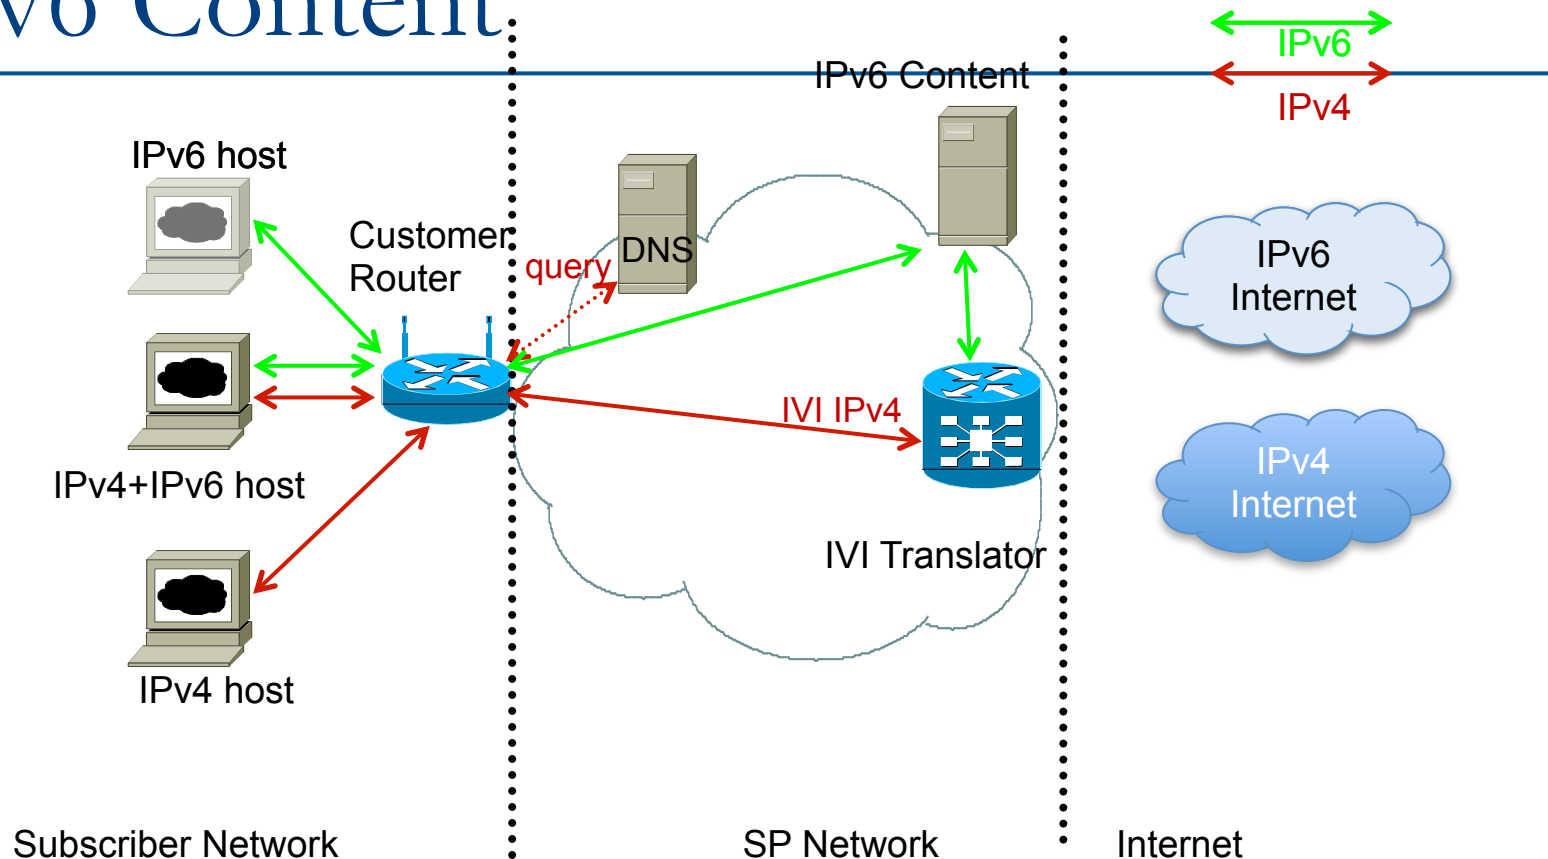 v6 Content
IPv6
IPv6 Content
IPv4
IPv6 host
Customer
Router
DNS
query
IPv6
Internet
IVI IPv4
IPv4
Internet
IPv4+IPv6 host
IVI Translator
IPv4 host
Subscriber Network
SP Network
Internet